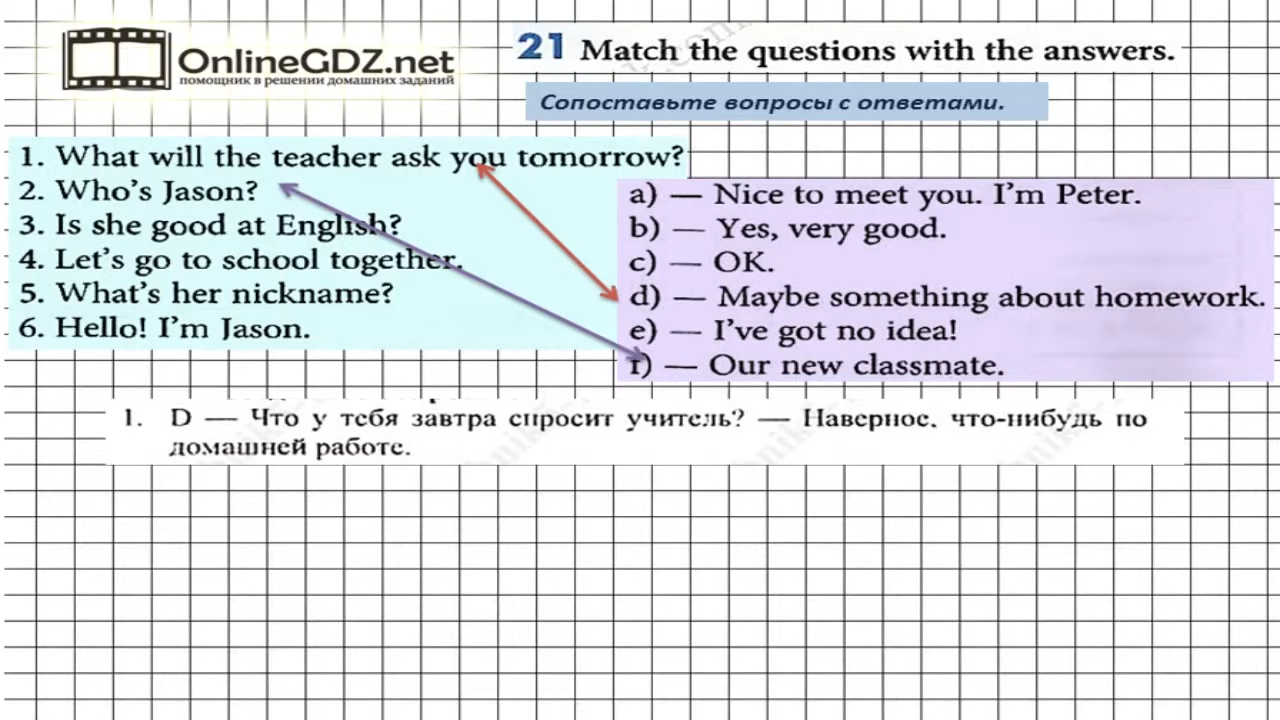 OnlineGDZ.net
помощник в решении домашних заданий
21 Match the questions with the answers.
Сопоставьте вопросы с ответами.
1. What will the teacher ask you tomorrow?
2. Who's Jason?
3. Is she good at English?
4. Let's go to school together.
5. What's her nickname?
6. Hello! I'm Jason.
a) — Nice to meet you. I'm Peter.
b) — Yes, very good.
c) — OK.
d) — Maybe something about homework.
e) — I've got no idea!
f) — Our new classmate.
1. D — Что у тебя завтра спросит учитель? — Наверное, что-нибудь по
домашней работе.